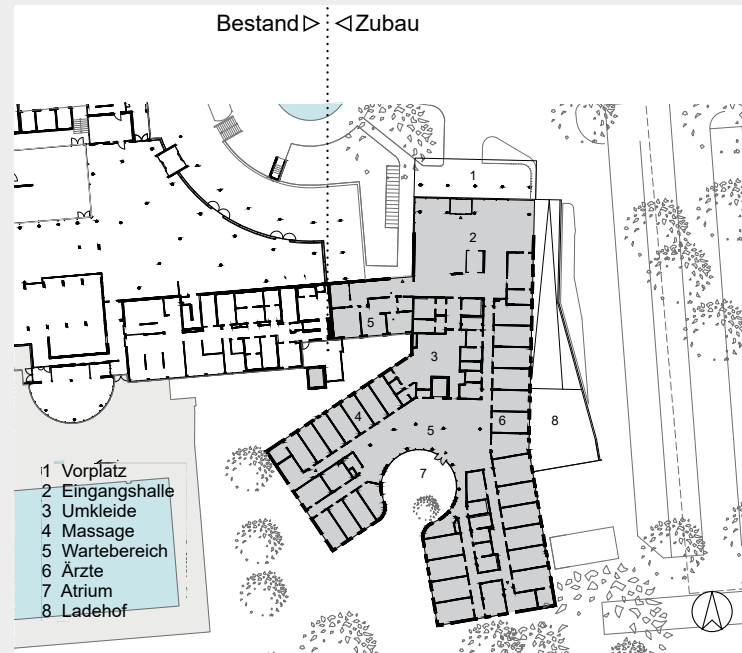 Bestand ▷ ◁ Zubau
1
2
5
3
4
5
6
8
7
1 Vorplatz
2 Eingangshalle
3 Umkleide
4 Massage
5 Wartebereich
6 Ärzte
7 Atrium
8 Ladehof